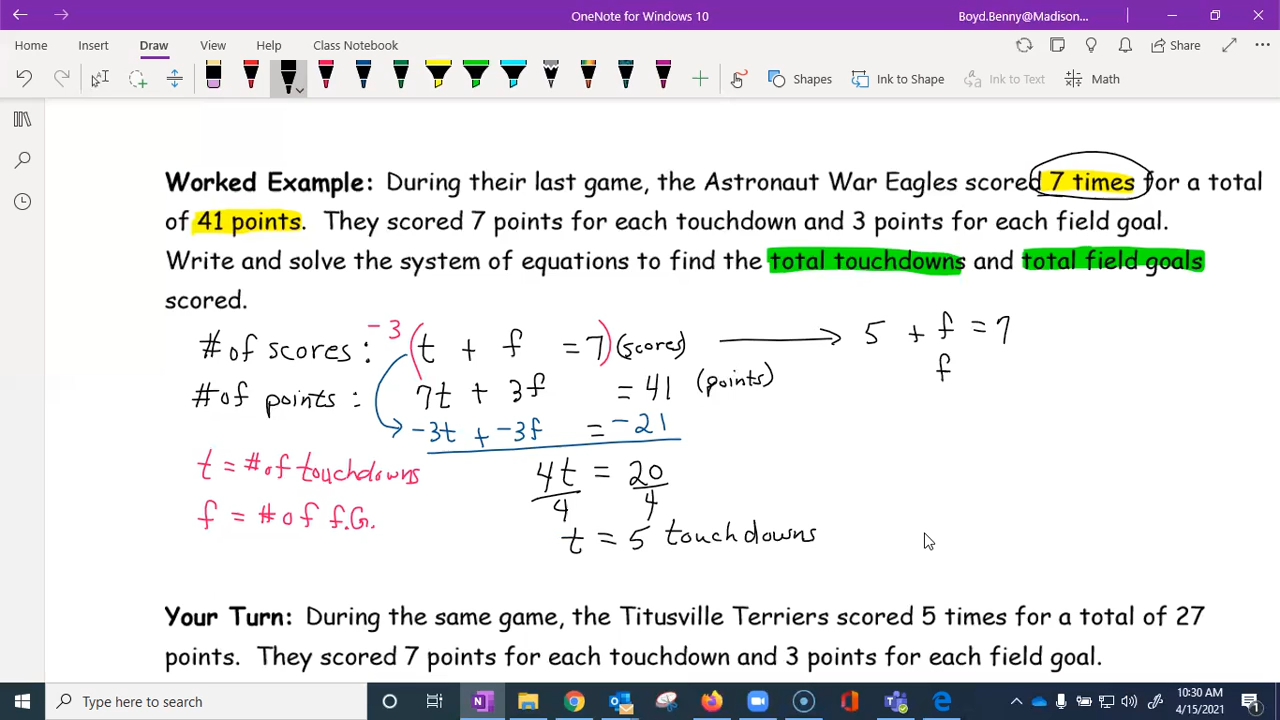 OneNote for Windows 10
Boyd.Benny@Madison...
Home Insert Draw View Help Class Notebook Share
Shapes Ink to Shape Ink to Text Math
Worked Example: During their last game, the Astronaut War Eagles scored 7 times for a total
of 41 points. They scored 7 points for each touchdown and 3 points for each field goal.
Write and solve the system of equations to find the total touchdowns and total field goals
scored.
# of scores: -3(t + f = 7) (scores) → 5 + f = 7
f
# of points: 7t + 3f = 41 (points)
-3t + -3f = -21
t = # of touchdowns
4t = 20
4 4
f = # of f.G.
t = 5 touchdowns
Your Turn: During the same game, the Titusville Terriers scored 5 times for a total of 27
points. They scored 7 points for each touchdown and 3 points for each field goal.
Type here to search
10:30 AM
4/15/2021
1